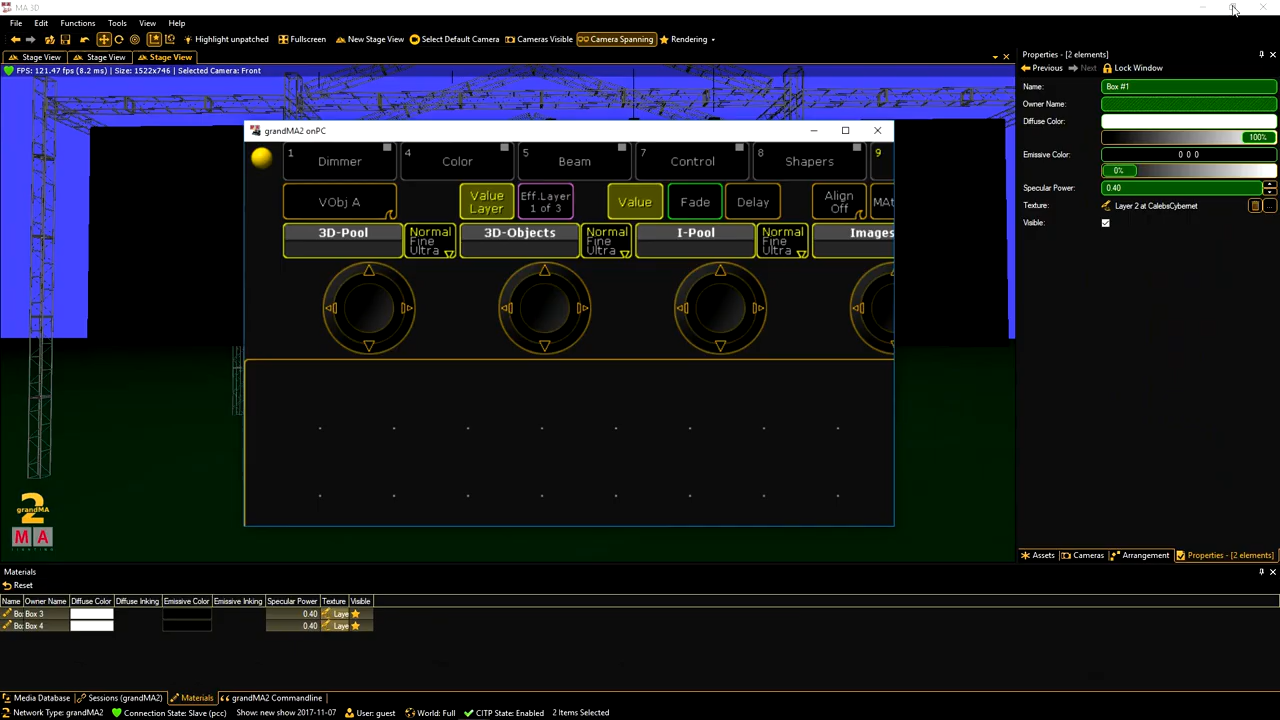 MA 3D
File Edit Functions Tools View Help
Highlight unpatched Fullscreen New Stage View Select Default Camera Cameras Visible Camera Spanning Rendering
Stage View Stage View Stage View
FPS: 121.47 fps (8.2 ms) | Size: 1522x746 | Selected Camera: Front
grandMA2 onPC
1 Dimmer 4 Color 5 Beam 7 Control 8 Shapers 9
VObj A Value Layer Eff.Layer 1 of 3 Value Fade Delay Align Off MAt
3D-Pool Normal Fine Ultra 3D-Objects Normal Fine Ultra I-Pool Normal Fine Ultra Images
2
grandMA
MA
LIGHTING
Properties - [2 elements]
Previous Next Lock Window
Name: Box #1
Owner Name:
Diffuse Color:
100%
Emissive Color: 0 0 0
0%
Specular Power: 0.40
Texture: Layer 2 at CalebsCybernet ...
Visible:
Assets Cameras Arrangement Properties - [2 elements]
Materials
Reset
Name Owner Name Diffuse Color Diffuse Inking Emissive Color Emissive Inking Specular Power Texture Visible
Bo Box 3 0.40 Laye
Bo Box 4 0.40 Laye
Media Database Sessions (grandMA2) Materials grandMA2 Commandline
Network Type: grandMA2 Connection State: Slave (pcc) Show: new show 2017-11-07 User: guest World: Full CITP State: Enabled 2 Items Selected